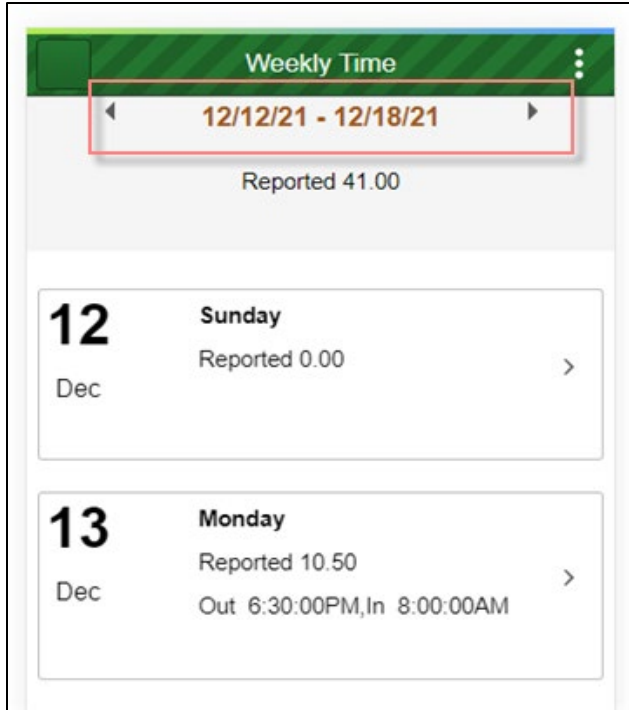 Weekly Time
12/12/21 - 12/18/21
Reported 41.00
12
Sunday
Reported 0.00
Dec
13
Monday
Reported 10.50
Dec
Out 6:30:00PM,In 8:00:00AM